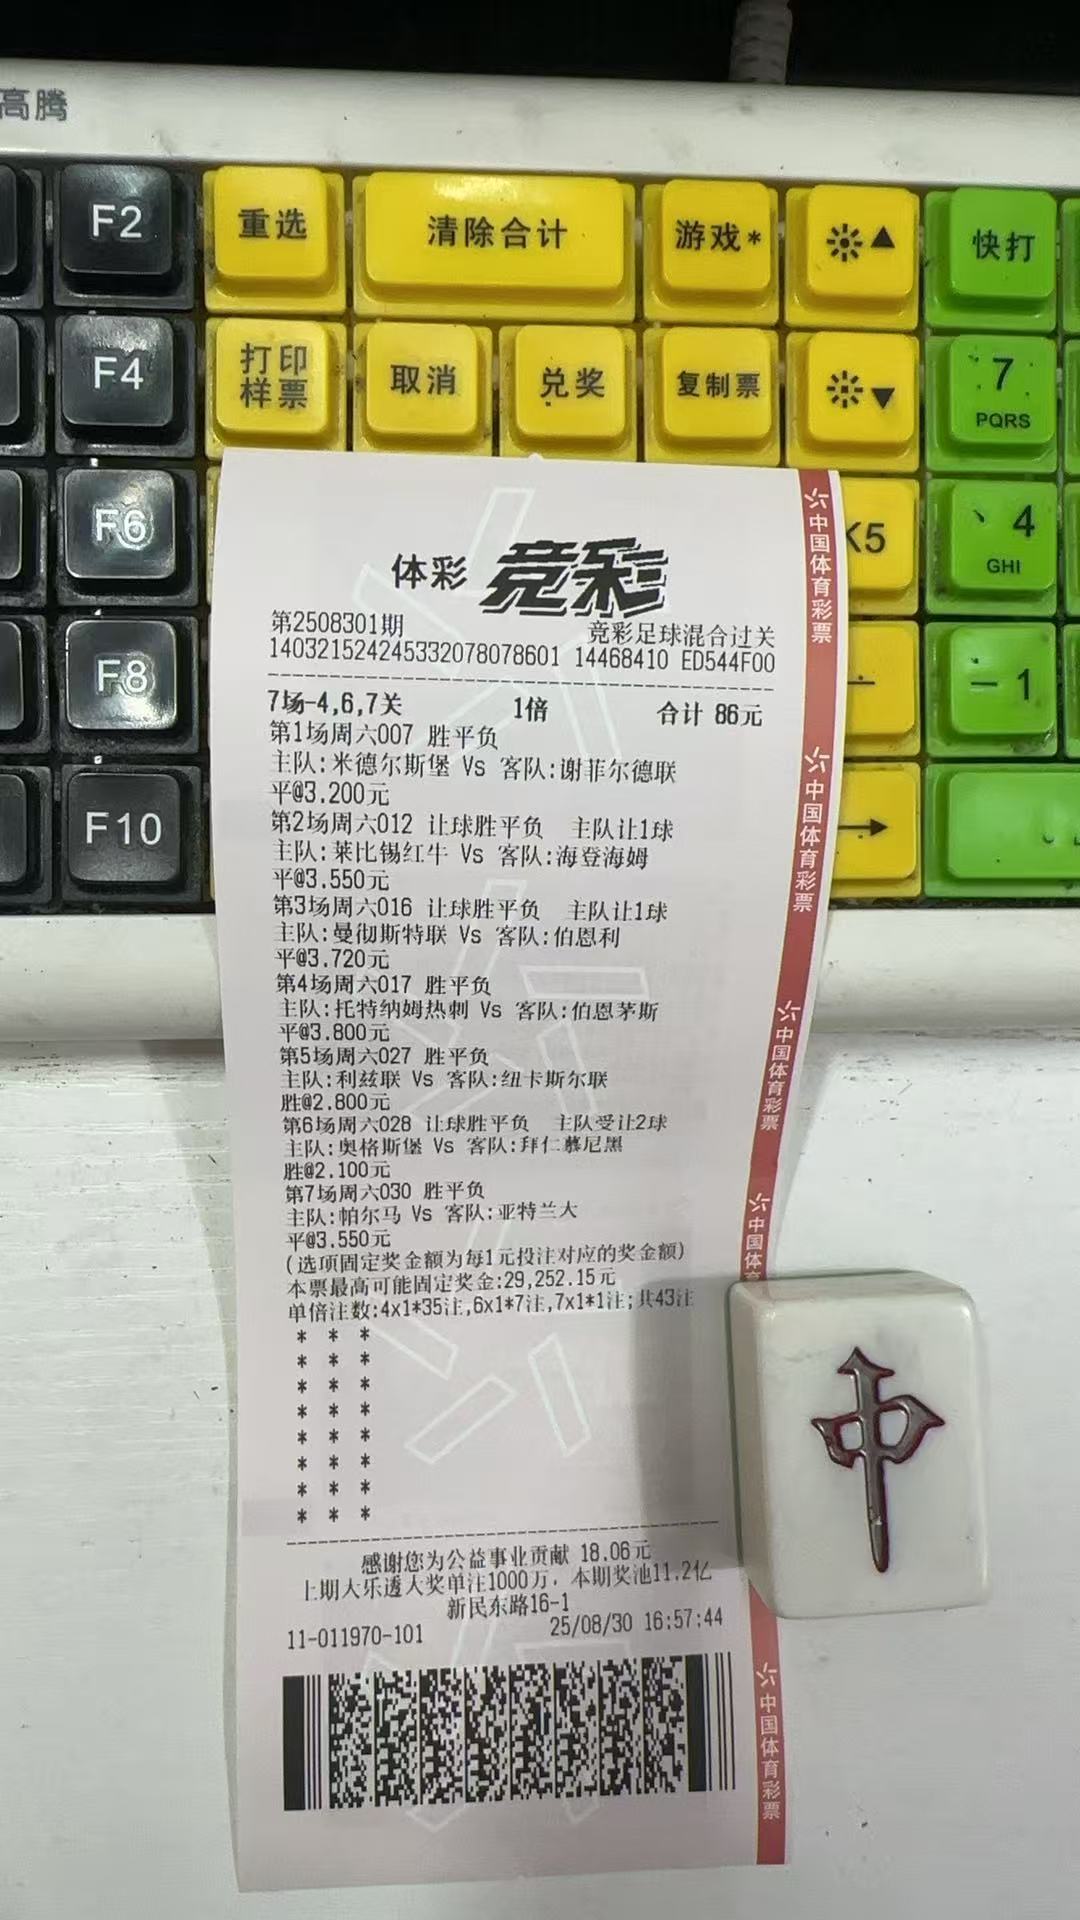 高腾
F2
重选
清除合计
游戏*
▲
快打
F4
打印
样票
取消
兑奖
复制票
▼
7
PQRS
F6
K5
、4
GHI
F8
-1
F10
→
体彩 竞彩
第2508301期 竞彩足球混合过关
140321524245332078078601 14468410 ED544F00
7场-4,6,7关 1倍 合计 86元
第1场周六007 胜平负
主队:米德尔斯堡 Vs 客队:谢菲尔德联
平@3.200元
第2场周六012 让球胜平负 主队让1球
主队:莱比锡红牛 Vs 客队:海登海姆
平@3.550元
第3场周六016 让球胜平负 主队让1球
主队:曼彻斯特联 Vs 客队:伯恩利
平@3.720元
第4场周六017 胜平负
主队:托特纳姆热刺 Vs 客队:伯恩茅斯
平@3.800元
第5场周六027 胜平负
主队:利兹联 Vs 客队:纽卡斯尔联
胜@2.800元
第6场周六028 让球胜平负 主队受让2球
主队:奥格斯堡 Vs 客队:拜仁慕尼黑
胜@2.100元
第7场周六030 胜平负
主队:帕尔马 Vs 客队:亚特兰大
平@3.550元
(选项固定奖金额为每1元投注对应的奖金额)
本票最高可能固定奖金:29,252.15元
单倍注数:4x1*35注,6x1*7注,7x1*1注;共43注
* * *
* * *
* * *
* * *
* * *
* * *
* * *
* * *
感谢您为公益事业贡献 18.06元
上期大乐透大奖单注1000万，本期奖池11.2亿
新民东路16-1
11-011970-101 25/08/30 16:57:44
中国体育彩票
中国体育彩票
中国体育彩票
中国体育
中国体育彩票
中